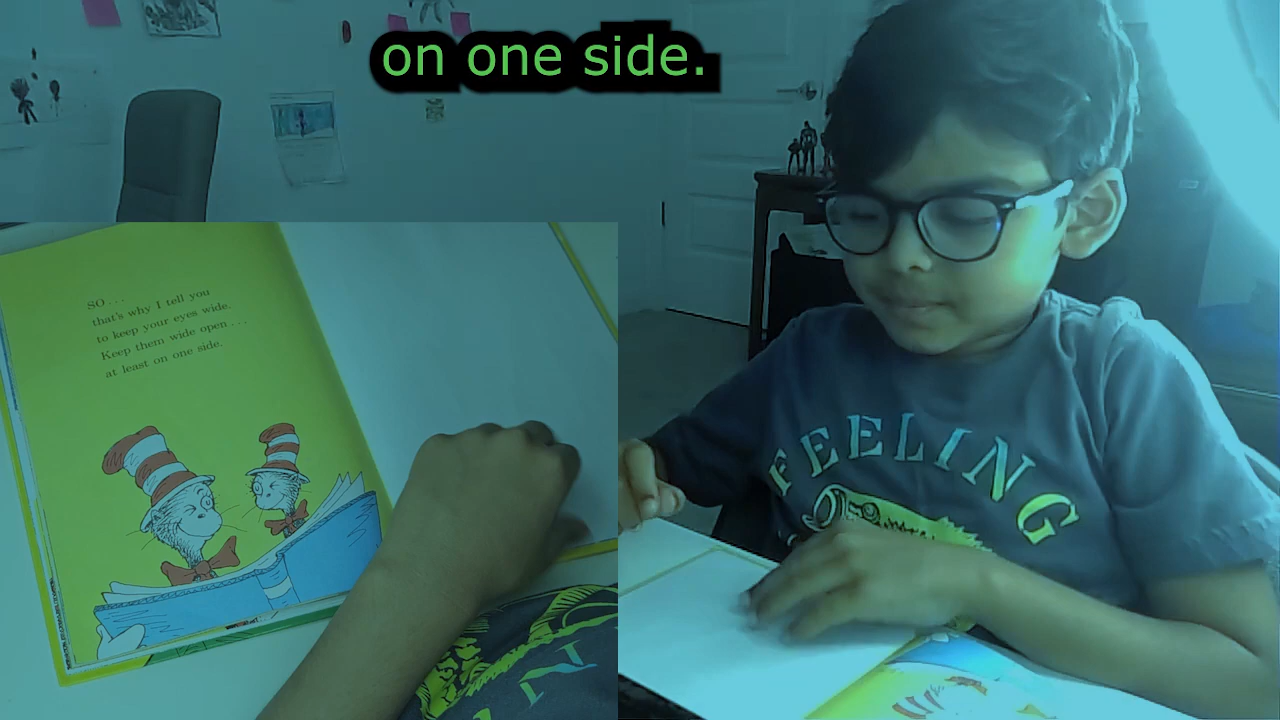 on one side.
SO . . .
that's why I tell you
to keep your eyes wide.
Keep them wide open . . .
at least on one side.
FEELING